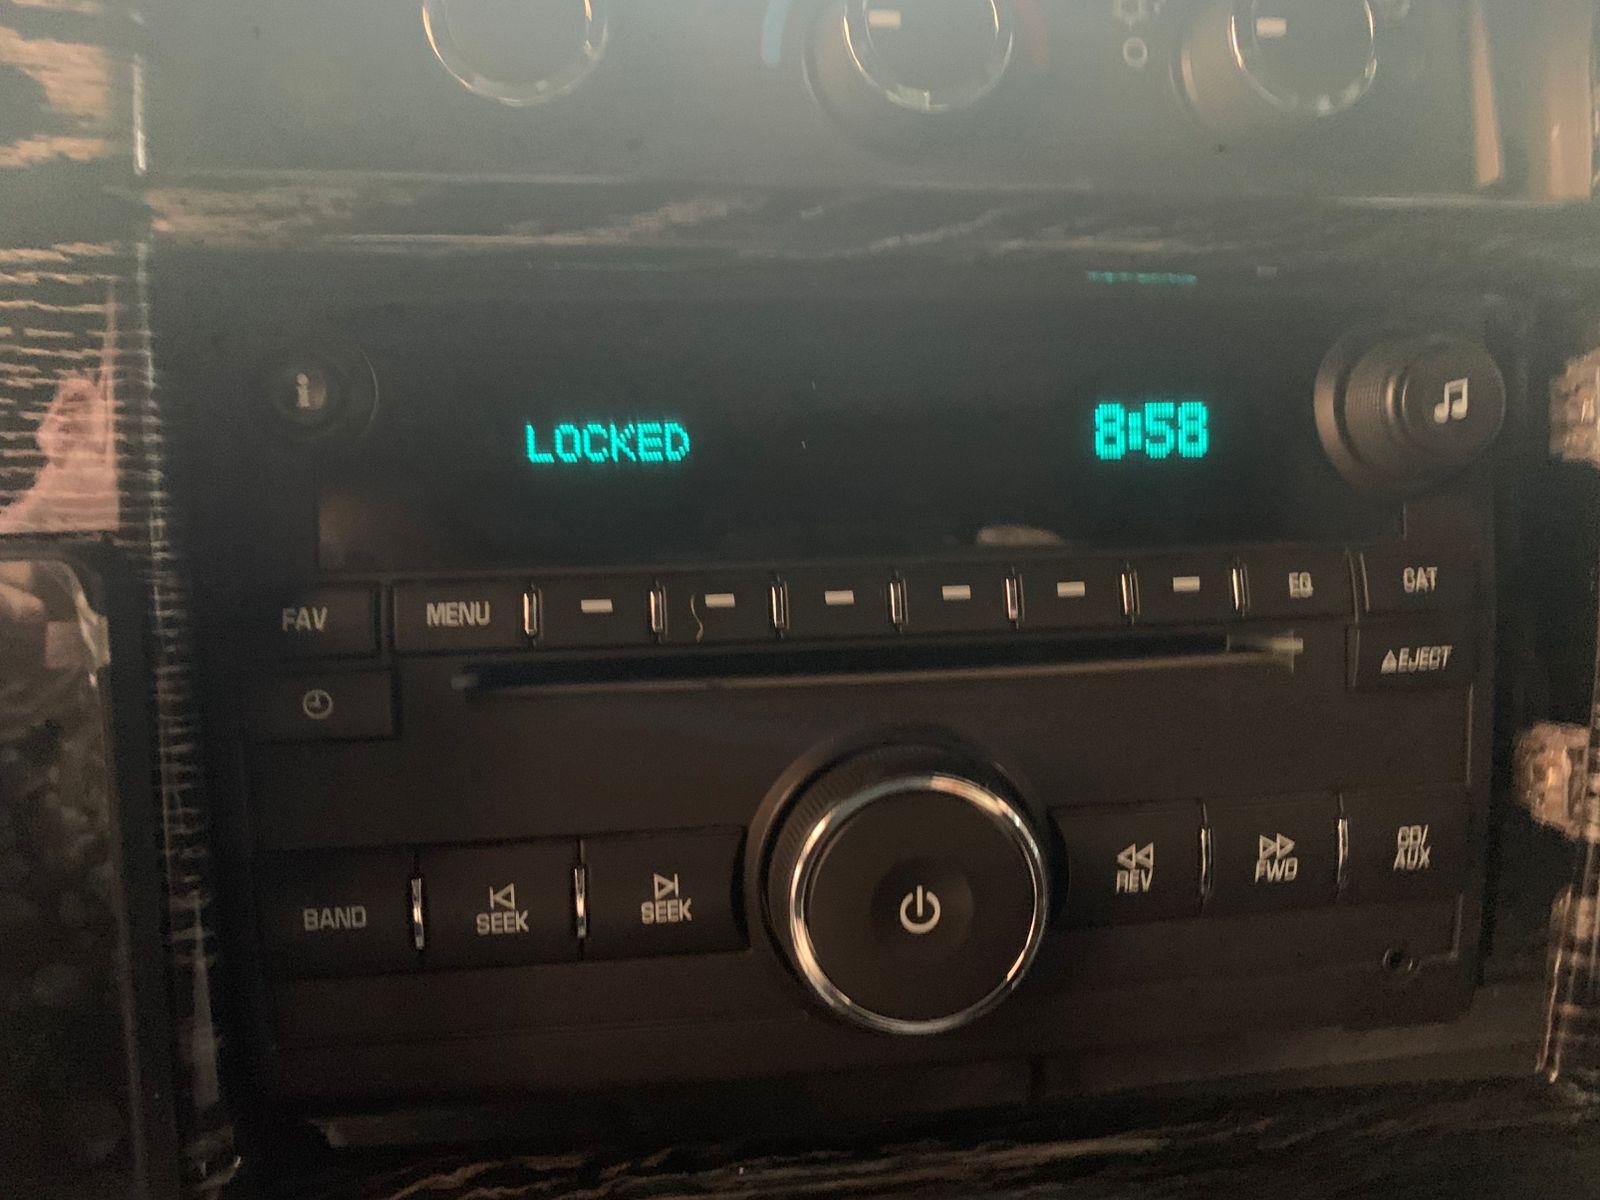 i
LOCKED 8:58
FAV MENU EQ CAT
EJECT
BAND SEEK SEEK REV FWD CD/
AUX